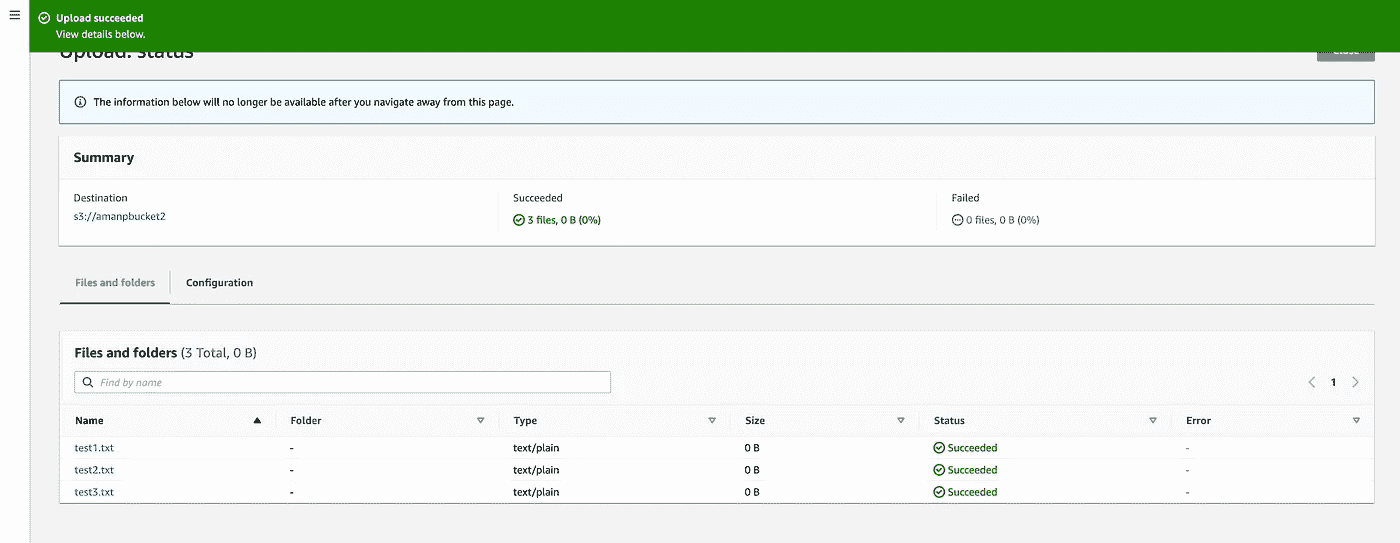 Upload succeeded
View details below.
Upload: status
Close
The information below will no longer be available after you navigate away from this page.
Summary
Destination Succeeded Failed
s3://amanpbucket2 3 files, 0 B (0%) 0 files, 0 B (0%)
Files and folders Configuration
Files and folders (3 Total, 0 B)
Find by name 1
Name Folder Type Size Status Error
test1.txt - text/plain 0 B Succeeded -
test2.txt - text/plain 0 B Succeeded -
test3.txt - text/plain 0 B Succeeded -